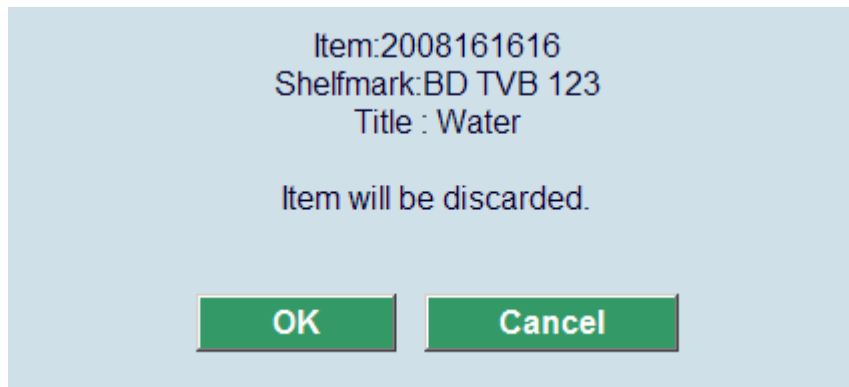 Item:2008161616
Shelfmark:BD TVB 123
Title : Water
Item will be discarded.
OK Cancel